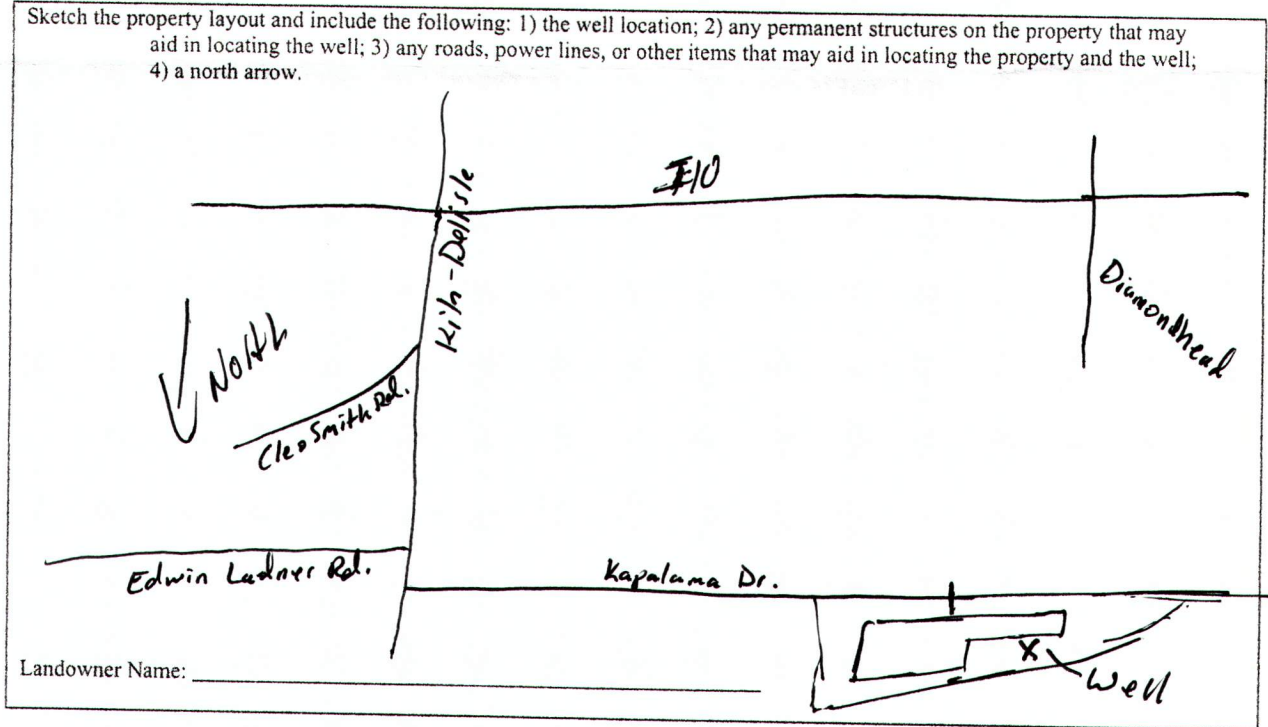 Sketch the property layout and include the following: 1) the well location; 2) any permanent structures on the property that may
aid in locating the well; 3) any roads, power lines, or other items that may aid in locating the property and the well;
4) a north arrow.
I10
Kiln-Delisle
Diamondhead
North
Cleo Smith Rd.
Edwin Ladner Rd.
Kapalama Dr.
X
Well
Landowner Name: